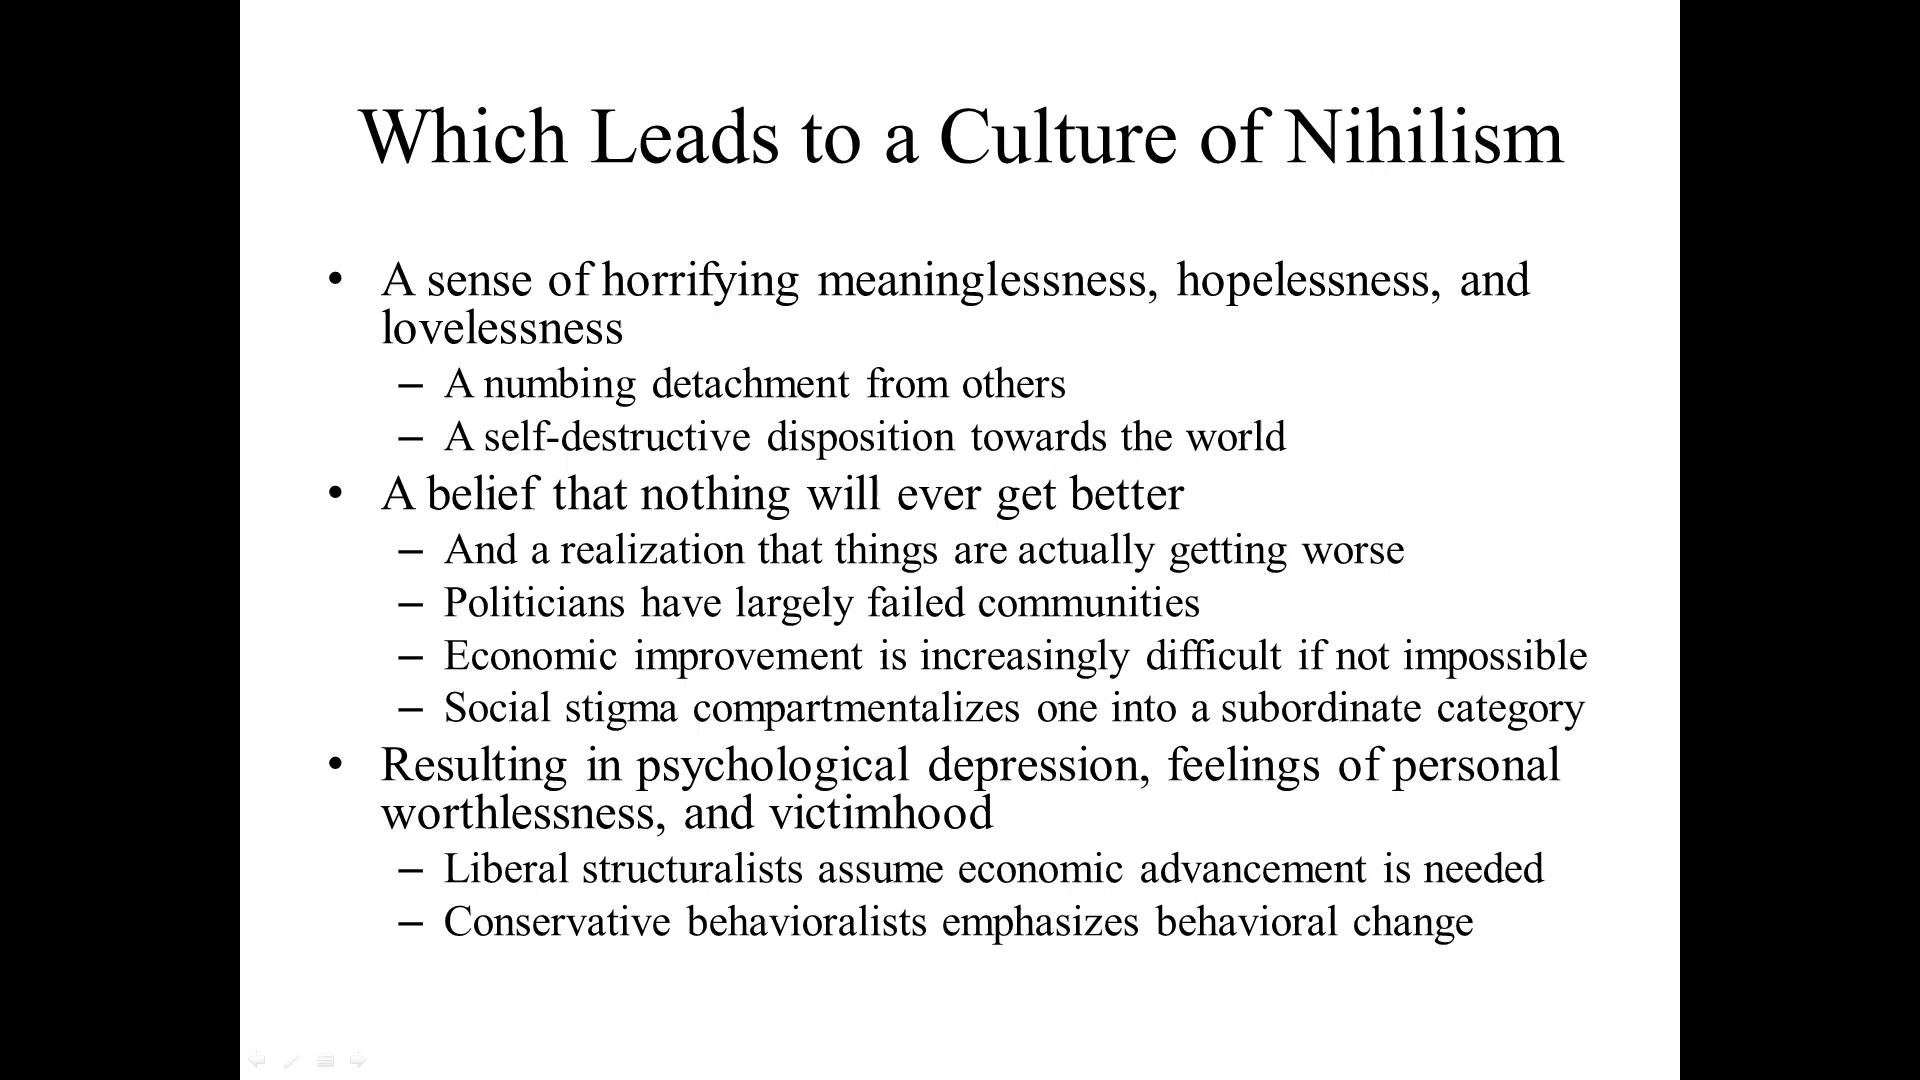 Which Leads to a Culture of Nihilism
• A sense of horrifying meaninglessness, hopelessness, and
lovelessness
– A numbing detachment from others
– A self-destructive disposition towards the world
• A belief that nothing will ever get better
– And a realization that things are actually getting worse
– Politicians have largely failed communities
– Economic improvement is increasingly difficult if not impossible
– Social stigma compartmentalizes one into a subordinate category
• Resulting in psychological depression, feelings of personal
worthlessness, and victimhood
– Liberal structuralists assume economic advancement is needed
– Conservative behavioralists emphasizes behavioral change